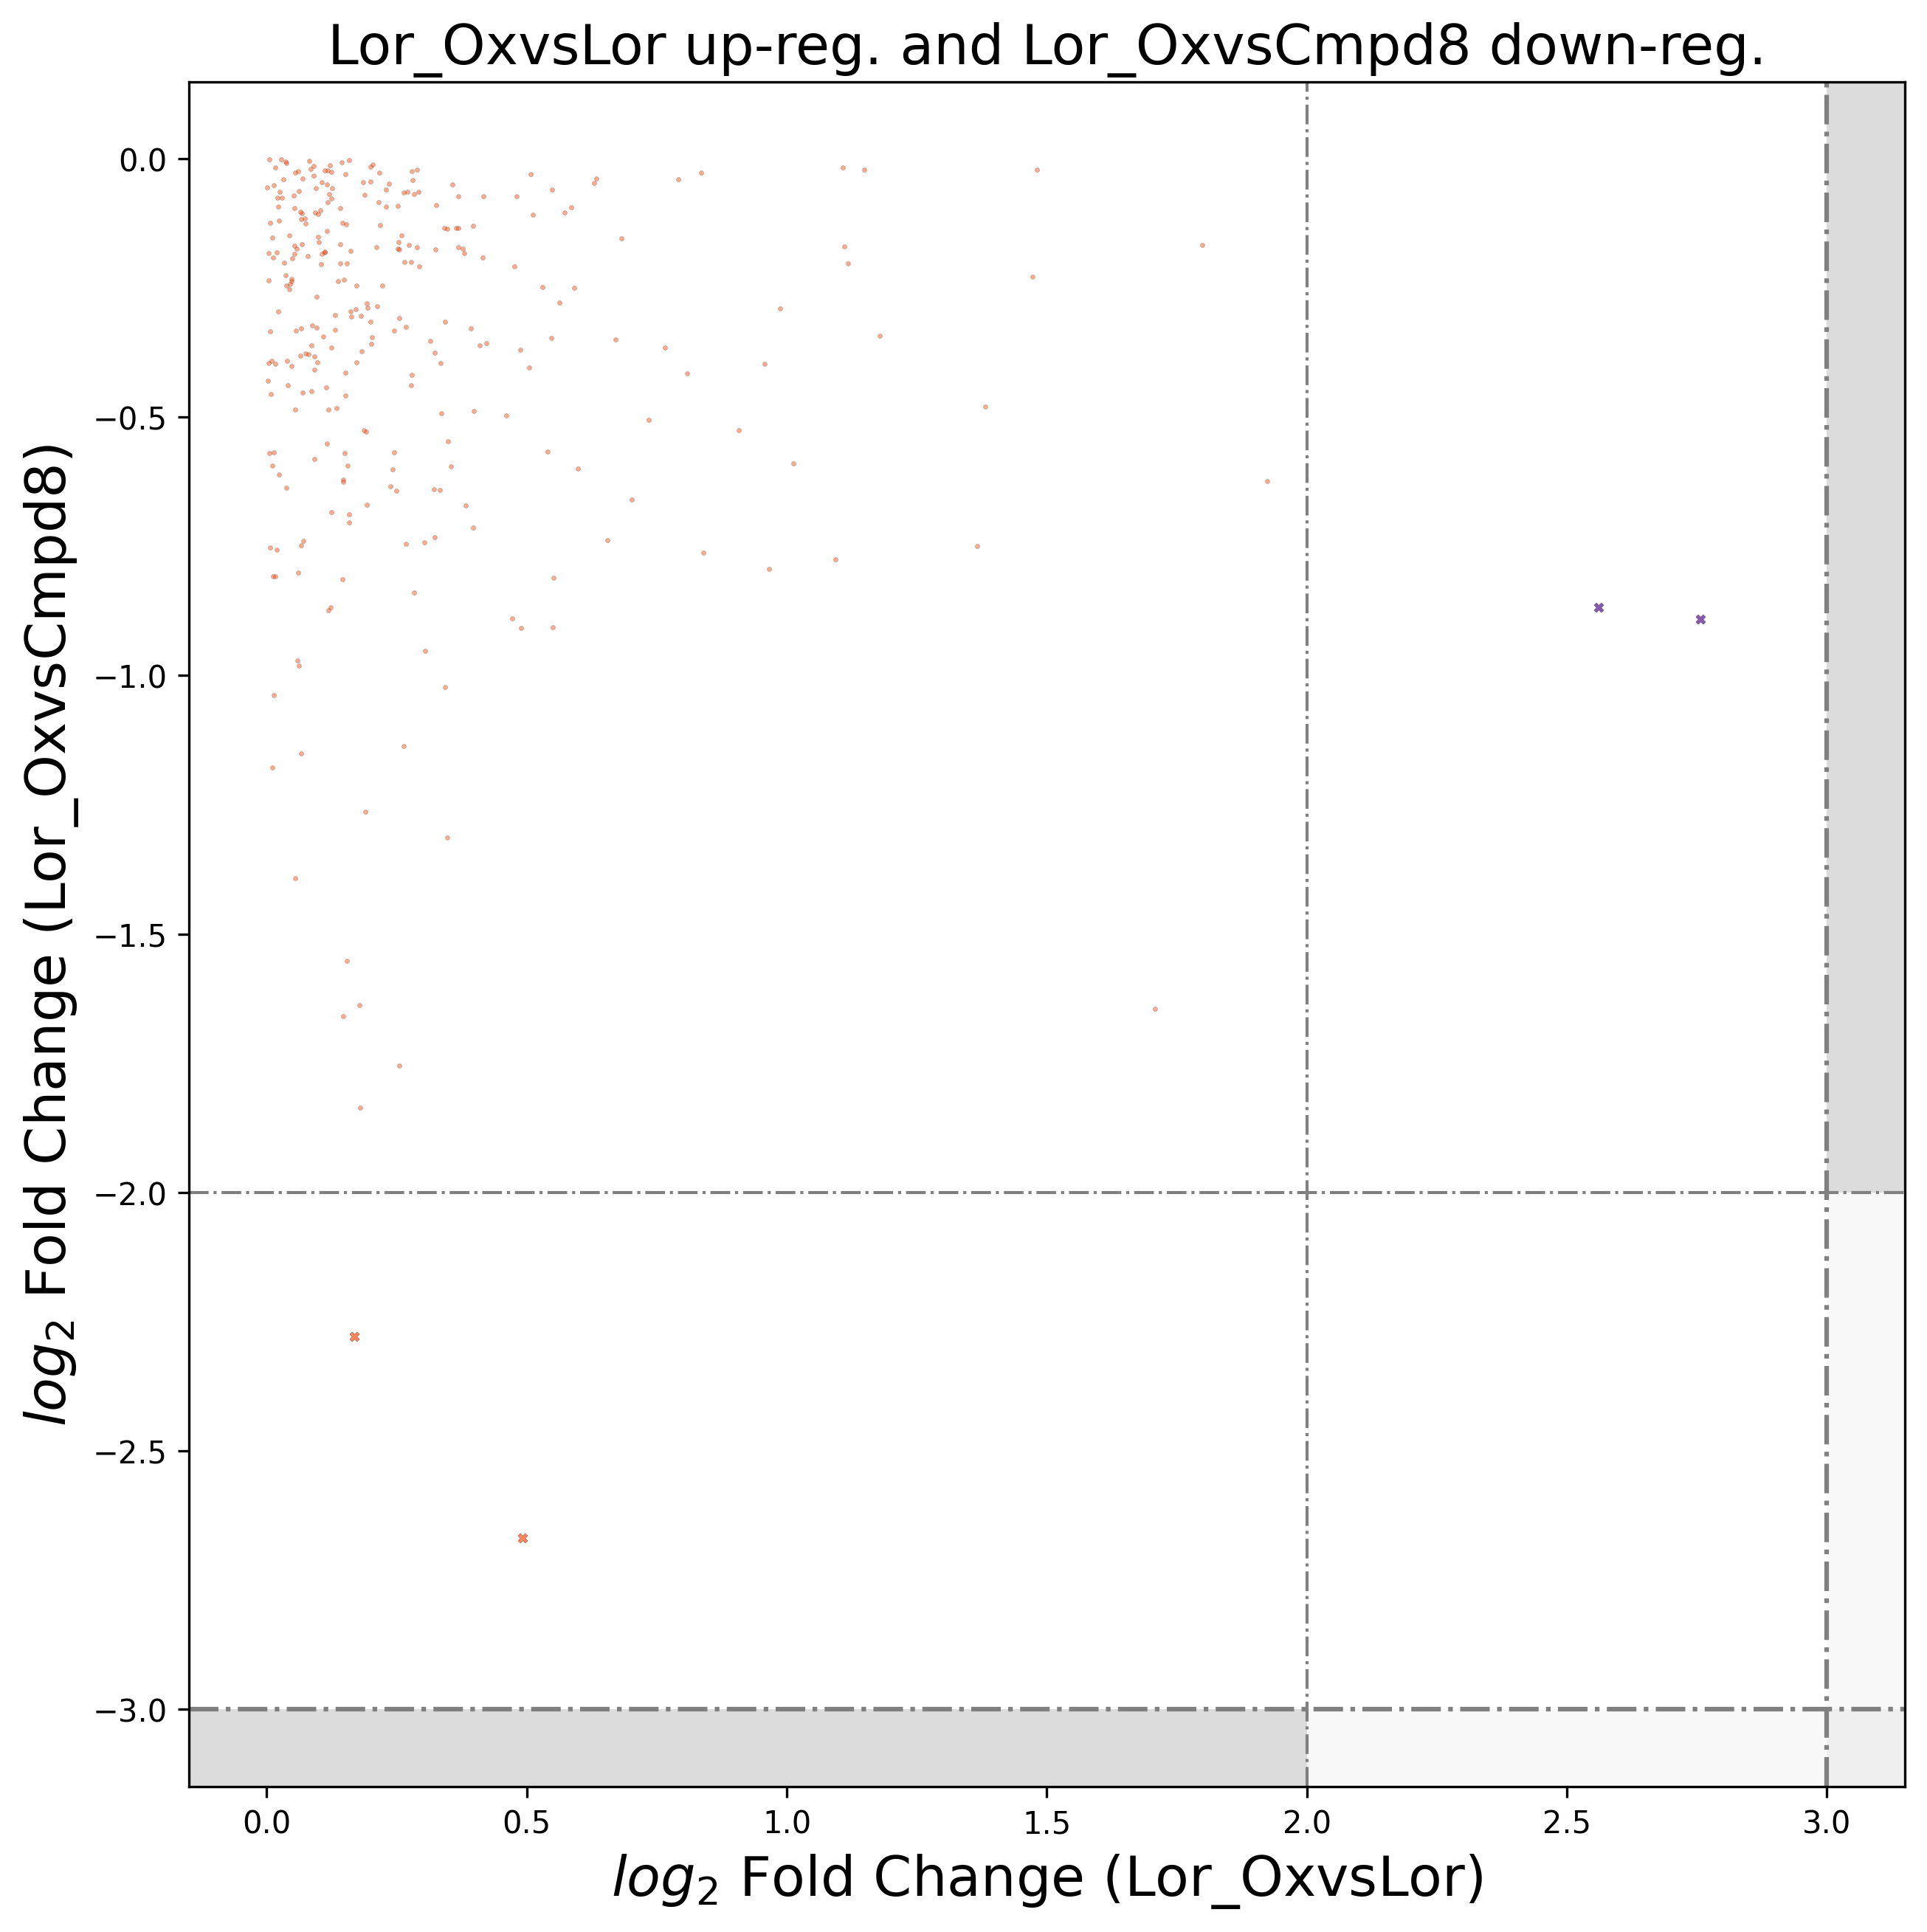 Lor_OxvsLor up-reg. and Lor_OxvsCmpd8 down-reg.
log2 Fold Change (Lor_OxvsCmpd8)
0.0
−0.5
−1.0
−1.5
−2.0
−2.5
−3.0
0.0 0.5 1.0 1.5 2.0 2.5 3.0
log2 Fold Change (Lor_OxvsLor)